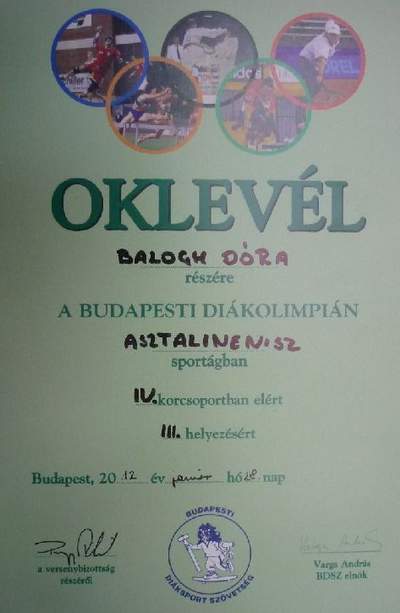 OKLEVÉL
BALOGH DÓRA
részére
A BUDAPESTI DIÁKOLIMPIÁN
ASZTALINENISZ
sportágban
IV. korcsoportban elért
III. helyezésért
Budapest, 2012 év január hó 28 nap
a versenybizottság
részéről
BUDAPESTI
DIÁKSPORT SZÖVETSÉG
Varga András
BDSZ elnök